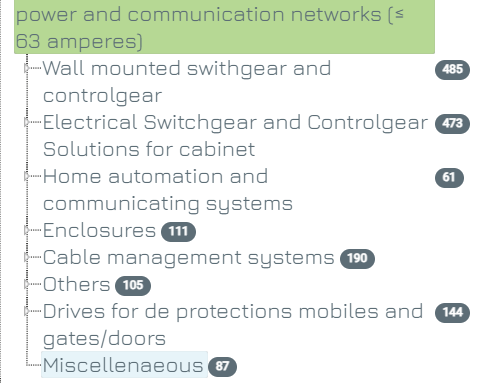 power and communication networks (≤
63 amperes)
Wall mounted swithgear and 485
controlgear
Electrical Switchgear and Controlgear 473
Solutions for cabinet
Home automation and 61
communicating systems
Enclosures 111
Cable management systems 190
Others 105
Drives for de protections mobiles and 144
gates/doors
Miscellenaeous 87